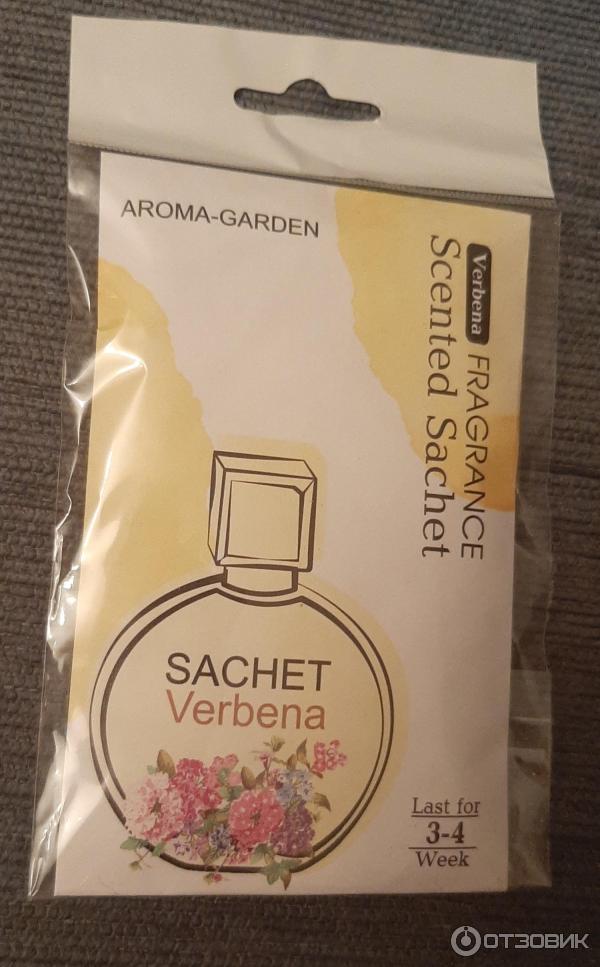 AROMA-GARDEN
Verbena FRAGRANCE
Scented Sachet
SACHET
Verbena
Last for
3-4
Week
ОТЗОВИК